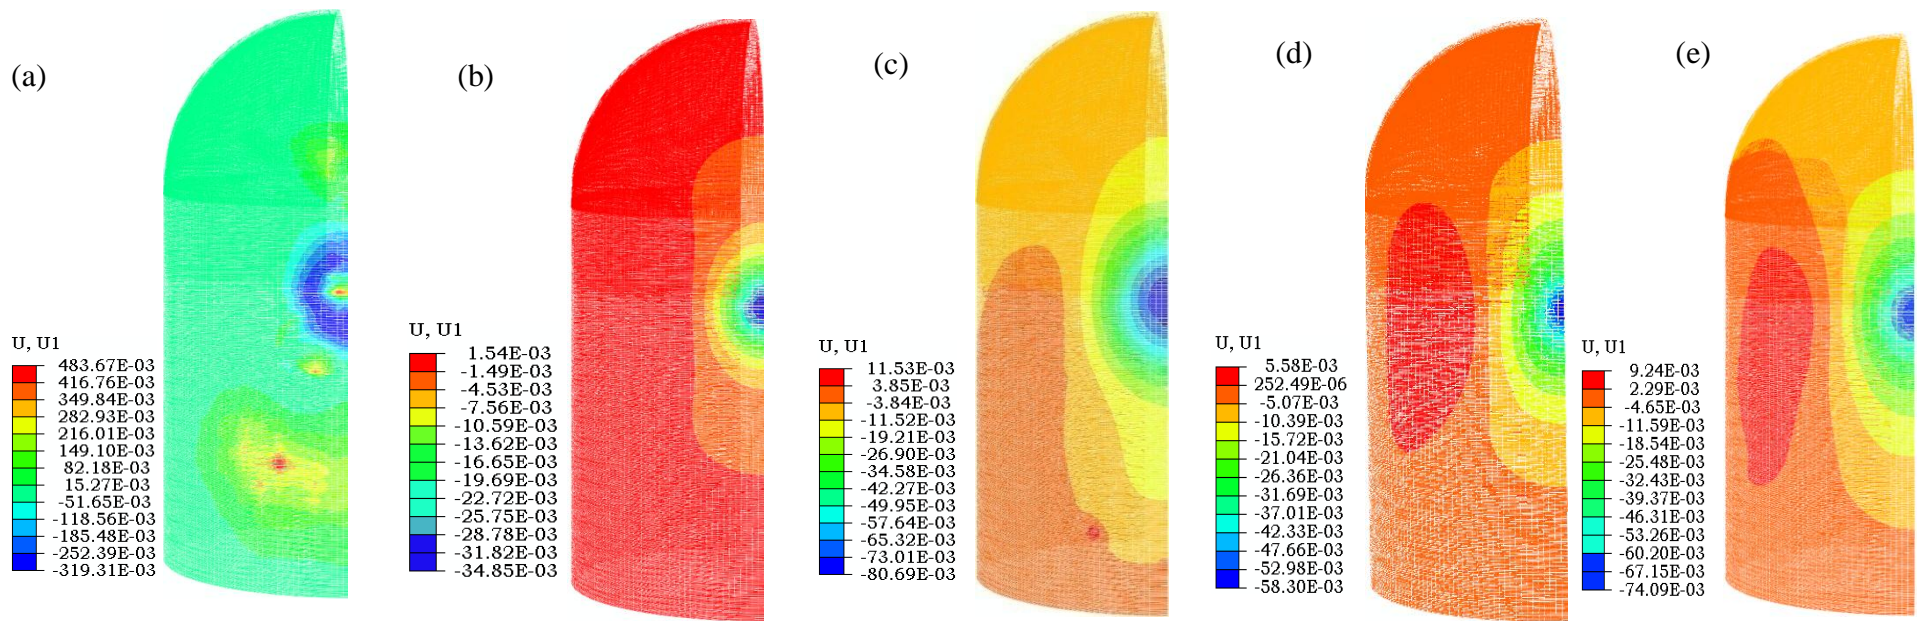 (a)
U, U1
483.67E-03
416.76E-03
349.84E-03
282.93E-03
216.01E-03
149.10E-03
82.18E-03
15.27E-03
-51.65E-03
-118.56E-03
-185.48E-03
-252.39E-03
-319.31E-03
(b)
U, U1
1.54E-03
-1.49E-03
-4.53E-03
-7.56E-03
-10.59E-03
-13.62E-03
-16.65E-03
-19.69E-03
-22.72E-03
-25.75E-03
-28.78E-03
-31.82E-03
-34.85E-03
(c)
U, U1
11.53E-03
3.85E-03
-3.84E-03
-11.52E-03
-19.21E-03
-26.90E-03
-34.58E-03
-42.27E-03
-49.95E-03
-57.64E-03
-65.32E-03
-73.01E-03
-80.69E-03
(d)
U, U1
5.58E-03
252.49E-06
-5.07E-03
-10.39E-03
-15.72E-03
-21.04E-03
-26.36E-03
-31.69E-03
-37.01E-03
-42.33E-03
-47.66E-03
-52.98E-03
-58.30E-03
(e)
U, U1
9.24E-03
2.29E-03
-4.65E-03
-11.59E-03
-18.54E-03
-25.48E-03
-32.43E-03
-39.37E-03
-46.31E-03
-53.26E-03
-60.20E-03
-67.15E-03
-74.09E-03